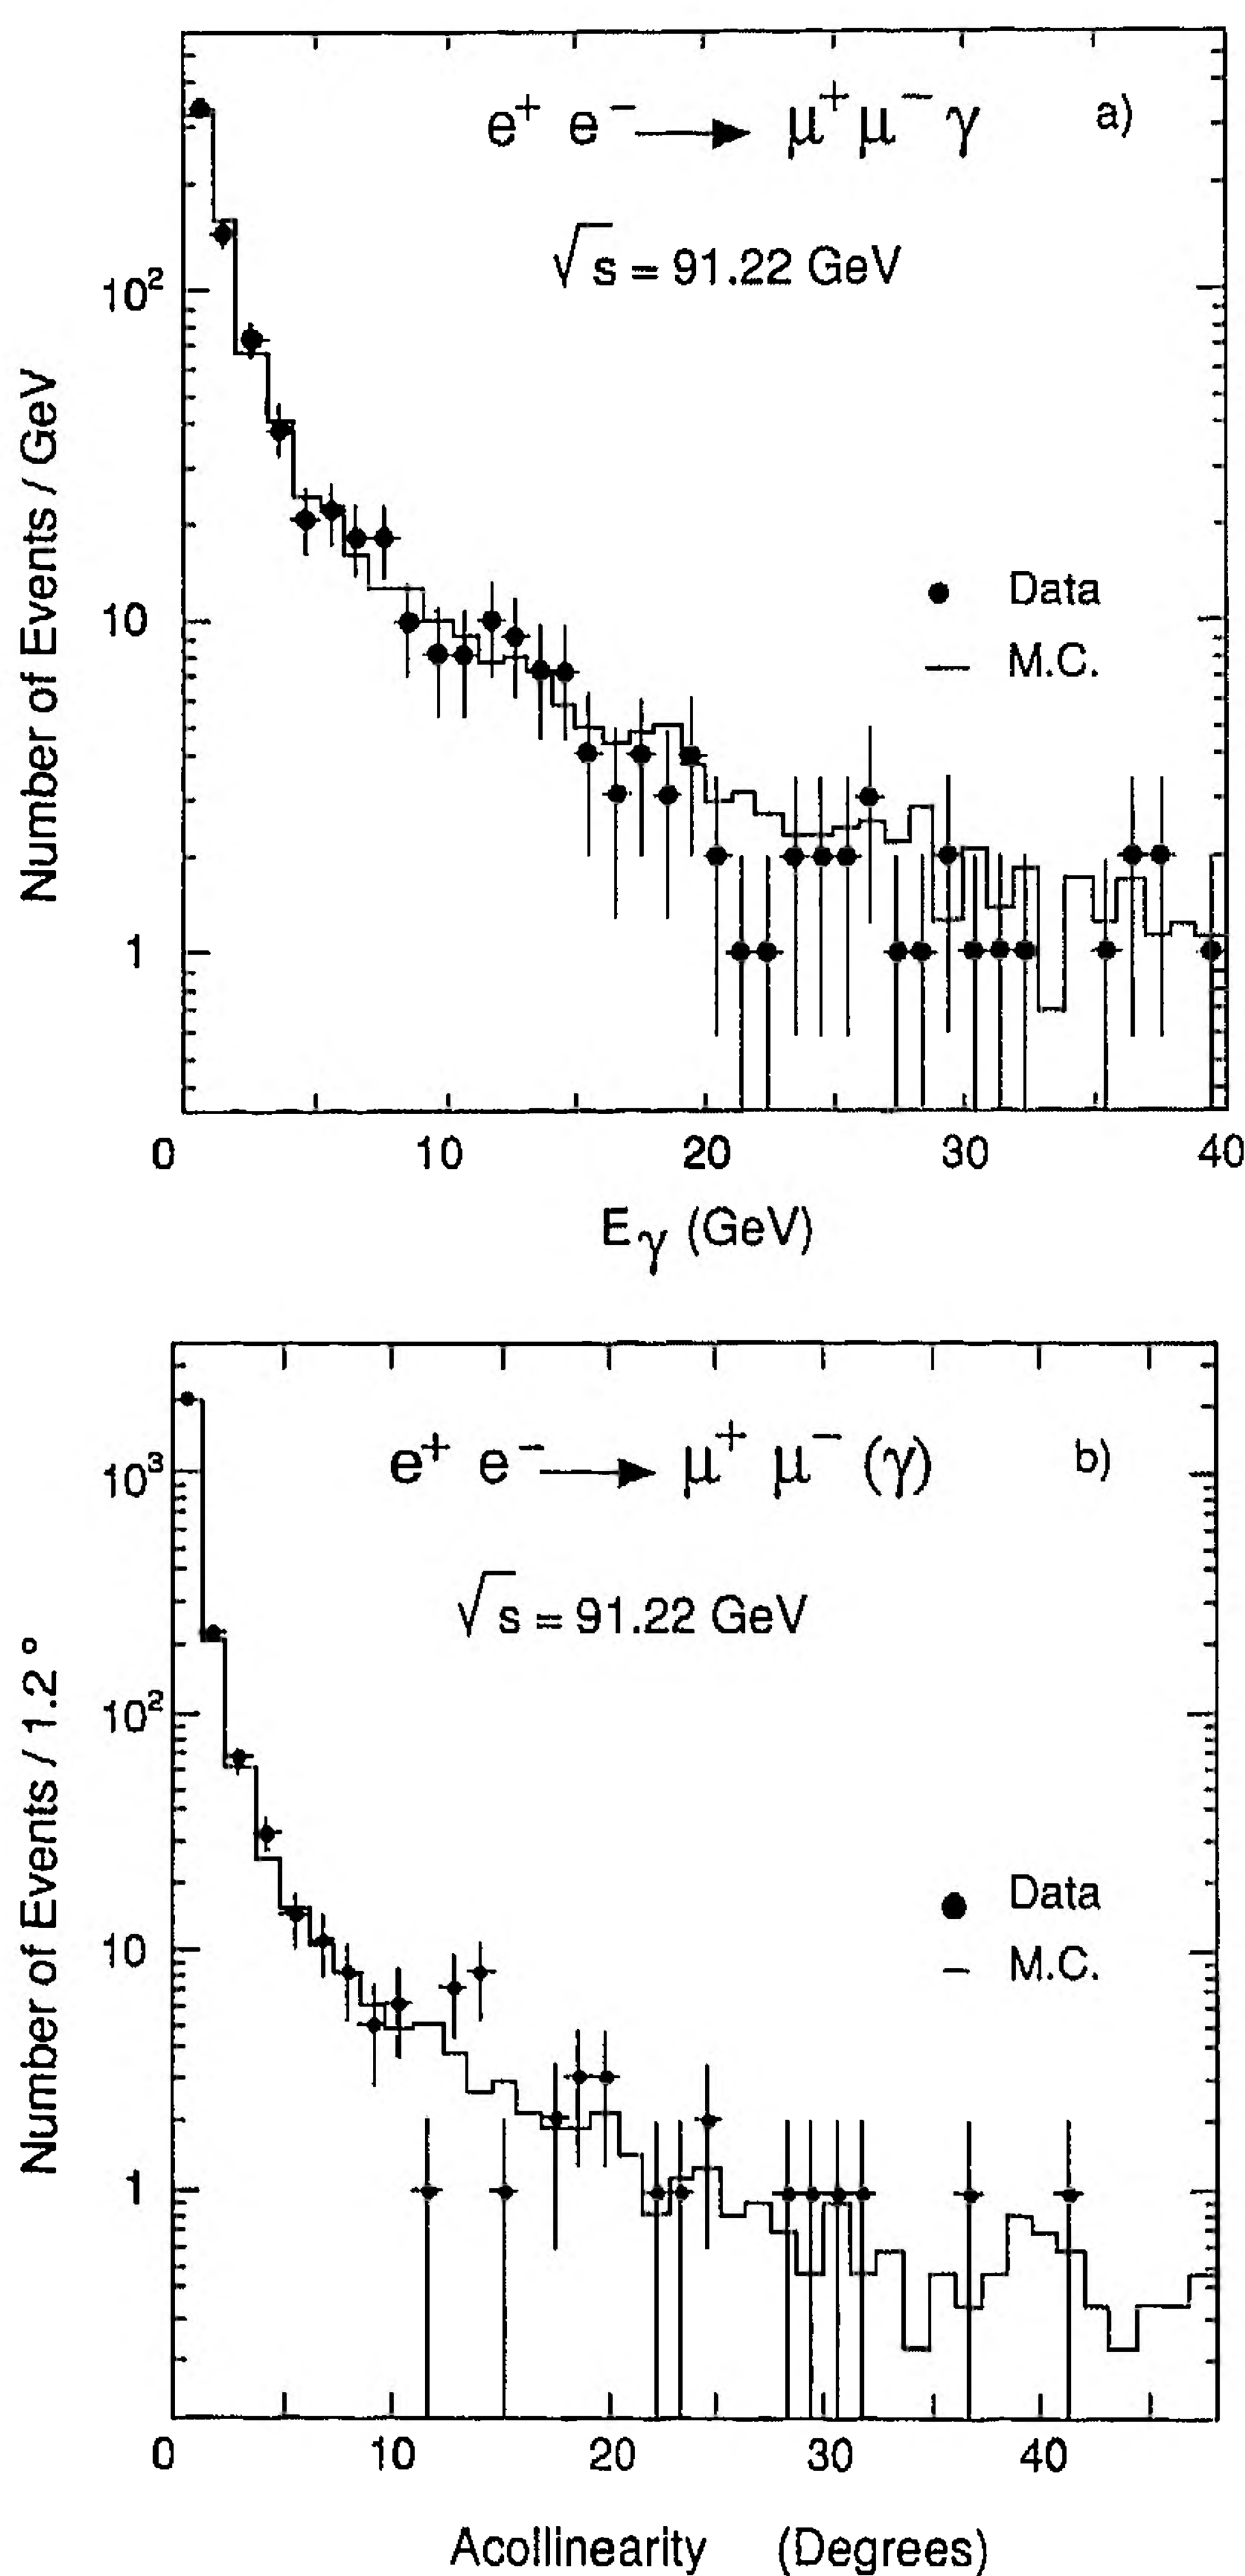 e⁺ e⁻ → μ⁺ μ⁻ γ a)
√s = 91.22 GeV
10²
10
1
Number of Events / GeV
● Data
— M.C.
0 10 20 30 40
Eγ (GeV)
e⁺ e⁻ → μ⁺ μ⁻ (γ) b)
√s = 91.22 GeV
10³
10²
10
1
Number of Events / 1.2°
● Data
— M.C.
0 10 20 30 40
Acollinearity (Degrees)